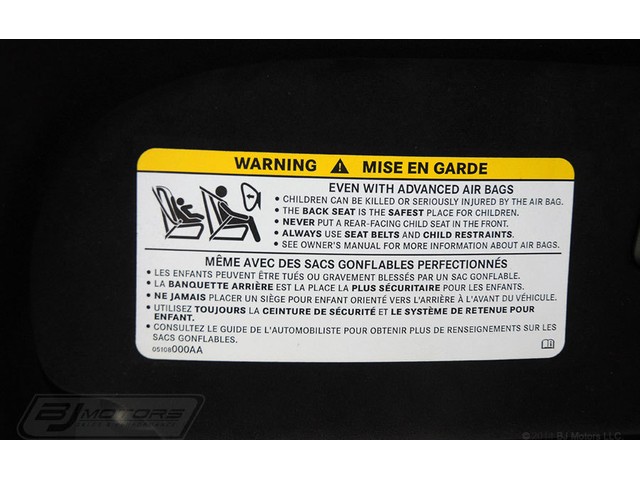 WARNING ⚠ MISE EN GARDE
EVEN WITH ADVANCED AIR BAGS
• CHILDREN CAN BE KILLED OR SERIOUSLY INJURED BY THE AIR BAG.
• THE BACK SEAT IS THE SAFEST PLACE FOR CHILDREN.
• NEVER PUT A REAR-FACING CHILD SEAT IN THE FRONT.
• ALWAYS USE SEAT BELTS AND CHILD RESTRAINTS.
• SEE OWNER'S MANUAL FOR MORE INFORMATION ABOUT AIR BAGS.
MÊME AVEC DES SACS GONFLABLES PERFECTIONNÉS
• LES ENFANTS PEUVENT ÊTRE TUÉS OU GRAVEMENT BLESSÉS PAR UN SAC GONFLABLE.
• LA BANQUETTE ARRIÈRE EST LA PLACE LA PLUS SÉCURITAIRE POUR LES ENFANTS.
• NE JAMAIS PLACER UN SIÈGE POUR ENFANT ORIENTÉ VERS L'ARRIÈRE À L'AVANT DU VÉHICULE.
• UTILISEZ TOUJOURS LA CEINTURE DE SÉCURITÉ ET LE SYSTÈME DE RETENUE POUR
ENFANT.
• CONSULTEZ LE GUIDE DE L'AUTOMOBILISTE POUR OBTENIR PLUS DE RENSEIGNEMENTS SUR LES
SACS GONFLABLES.
05108000AA
BJ MOTORS
BJ Motors LLC